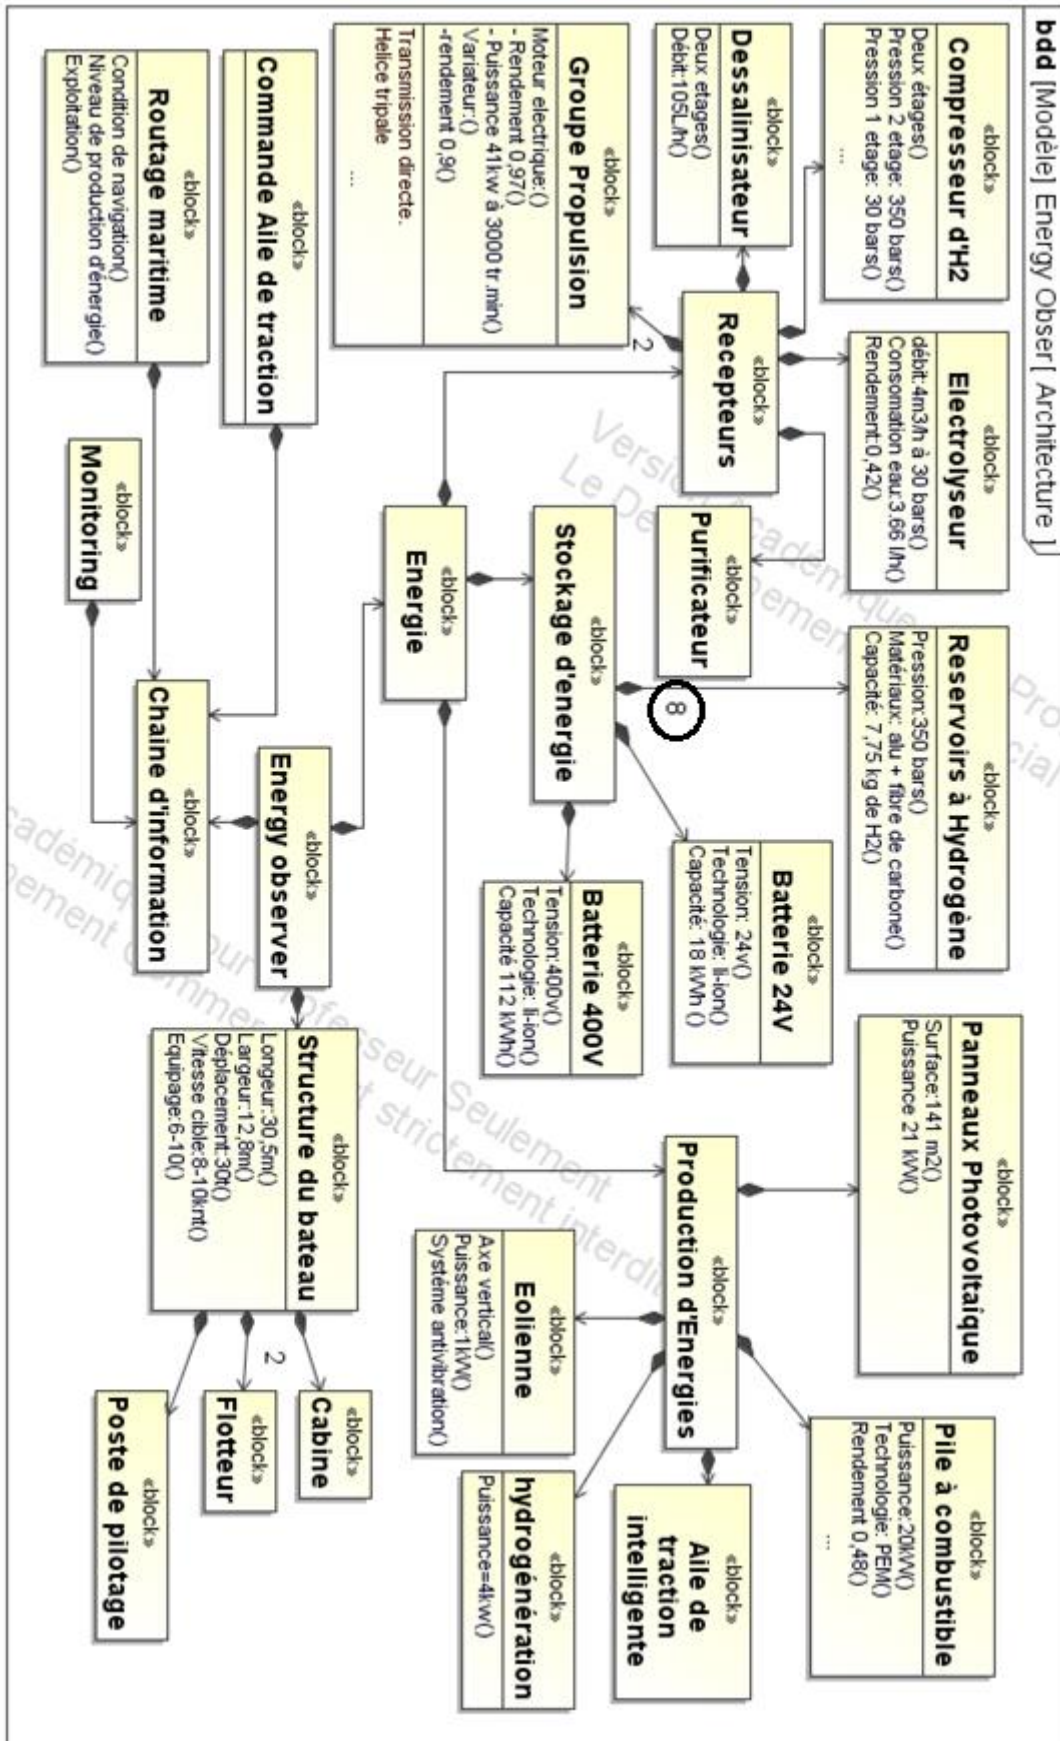 bdd [Modèle] Energy Obser[ Architecture ]
«block»
Compresseur d'H2
Deux étages()
Pression 2 etage: 350 bars()
Pression 1 etage: 30 bars()
...
«block»
Electrolyseur
débit:4m3/h à 30 bars()
Consomation eau:3.66 l/h()
Rendement:0,42()
«block»
Reservoirs à Hydrogène
Pression:350 bars()
Matériaux: alu + fibre de carbone()
Capacité: 7,75 kg de H2()
«block»
Panneaux Photovoltaique
Surface:141 m2()
Puissance 21 kW()
«block»
Pile à combustible
Puissance:20kW()
Technologie: PEM()
Rendement 0,48()
...
«block»
Dessalinisateur
Deux etages()
Débit:105L/h()
«block»
Recepteurs
«block»
Purificateur
8
«block»
Batterie 24V
Tension: 24v()
Technologie: li-ion()
Capacité: 18 kWh ()
«block»
Production d'Energies
«block»
Aile de
traction
intelligente
«block»
Groupe Propulsion
Moteur electrique:()
- Rendement 0,97()
- Puissance 41kw à 3000 tr.min()
Variateur:()
-rendement 0,9()
Transmission directe.
Helice tripale
...
2
«block»
Stockage d'energie
«block»
Batterie 400V
Tension:400v()
Technologie: li-ion()
Capacité 112 kWh()
«block»
Eolienne
Axe vertical()
Puissance:1kW()
Systéme antivibration()
«block»
hydrogénération
Puissance=4kw()
«block»
Energie
«block»
Commande Aile de traction
«block»
Energy observer
«block»
Structure du bateau
Longeur:30,5m()
Largeur:12,8m()
Déplacement:30t()
Vitesse cible:8-10knt()
Equipage:6-10()
2
«block»
Cabine
«block»
Flotteur
«block»
Poste de pilotage
«block»
Routage maritime
Condition de navigation()
Niveau de production d'énergie()
Exploitation()
«block»
Monitoring
«block»
Chaine d'information